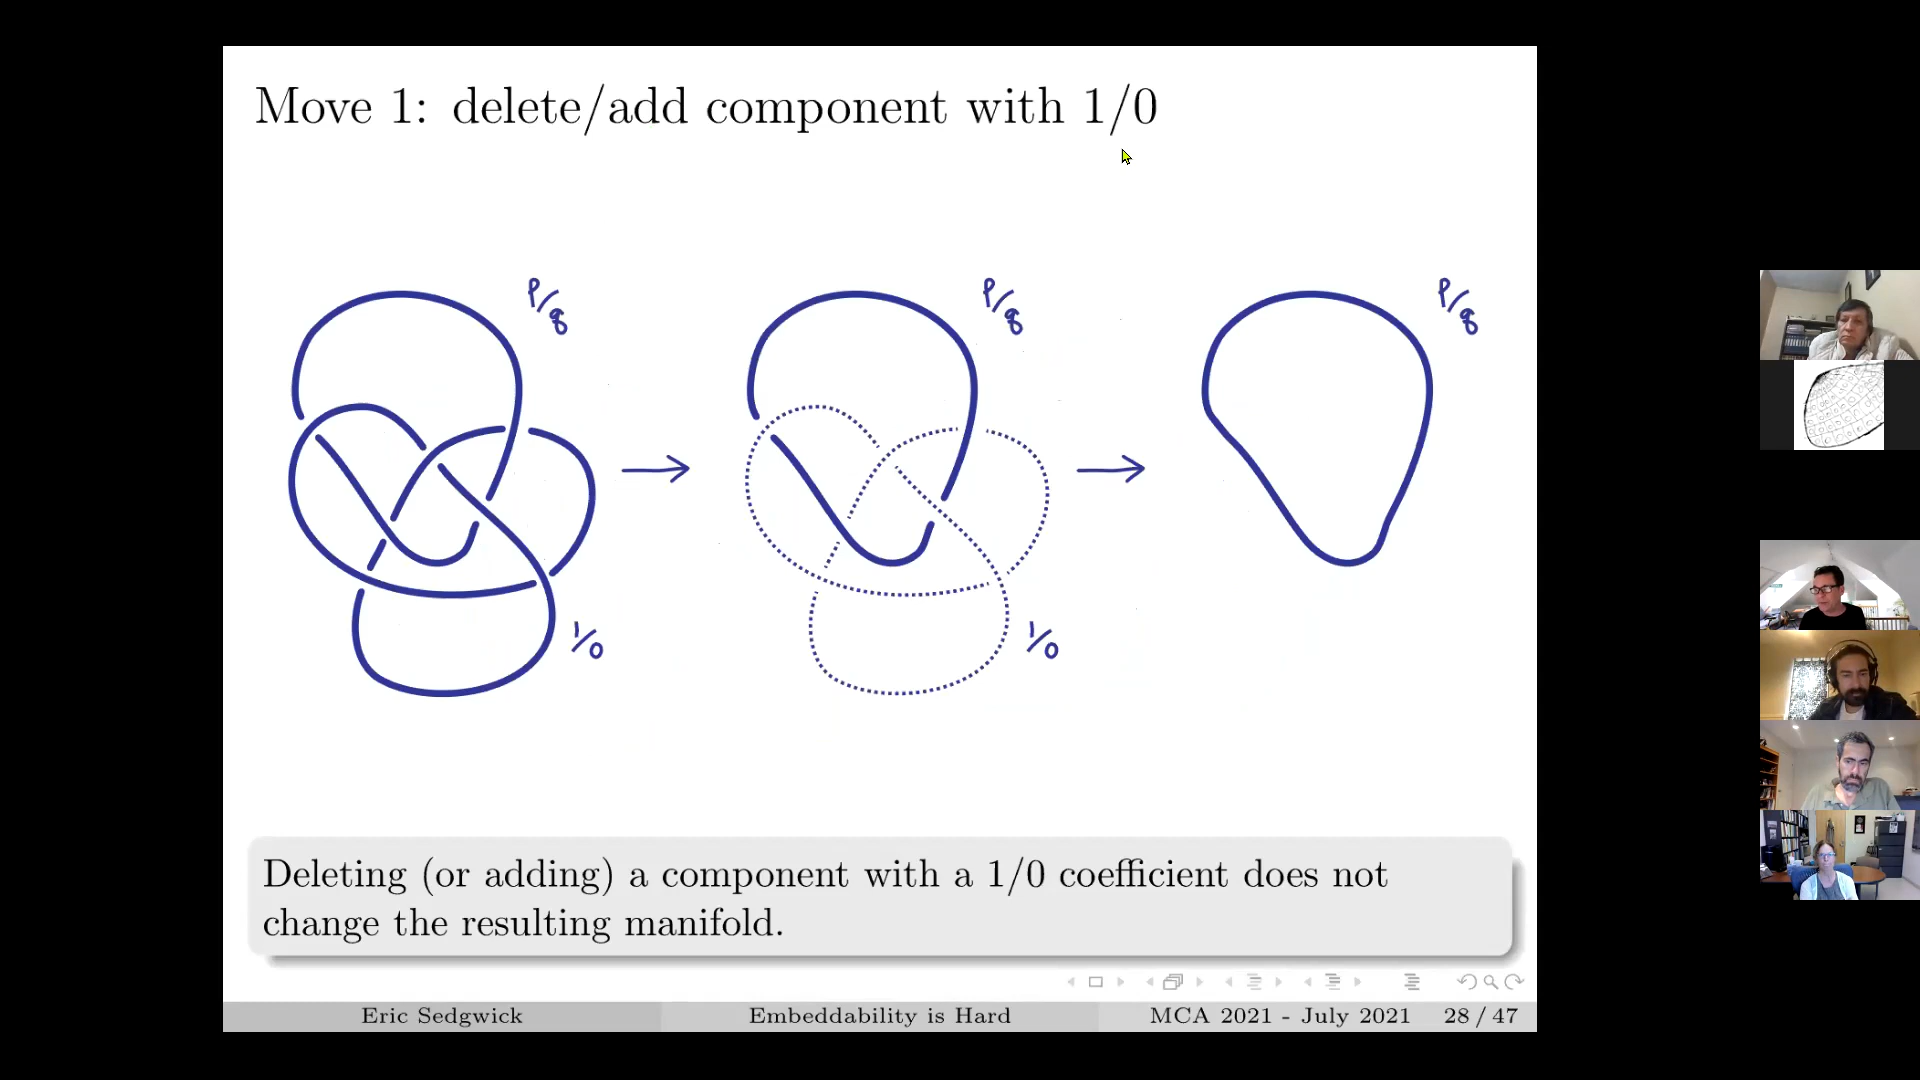 Move 1: delete/add component with 1/0
p/q
p/q
p/q
1/0
1/0
Deleting (or adding) a component with a 1/0 coefficient does not
change the resulting manifold.
Eric Sedgwick
Embeddability is Hard
MCA 2021 - July 2021
28 / 47